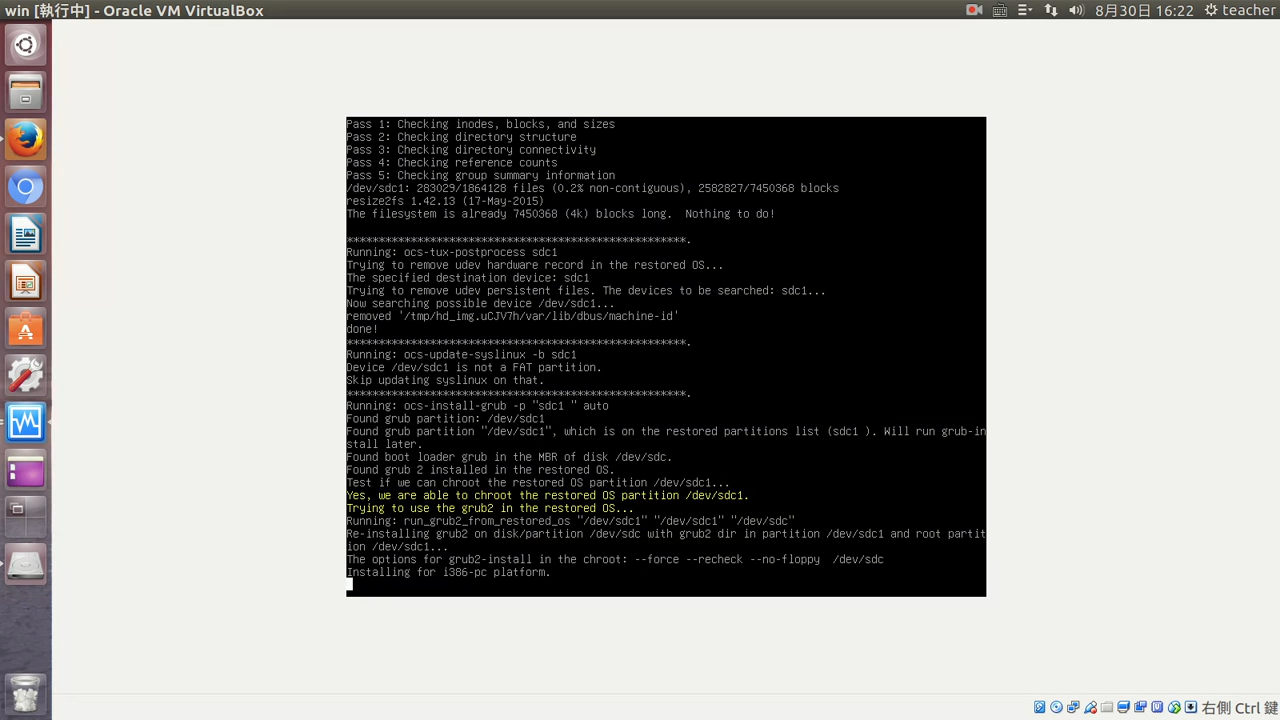 win [執行中] - Oracle VM VirtualBox
8月30日 16:22 teacher
Pass 1: Checking inodes, blocks, and sizes
Pass 2: Checking directory structure
Pass 3: Checking directory connectivity
Pass 4: Checking reference counts
Pass 5: Checking group summary information
/dev/sdc1: 283029/1864128 files (0.2% non-contiguous), 2582827/7450368 blocks
resize2fs 1.42.13 (17-May-2015)
The filesystem is already 7450368 (4k) blocks long.  Nothing to do!
*****************************************************.
Running: ocs-tux-postprocess sdc1
Trying to remove udev hardware record in the restored OS...
The specified destination device: sdc1
Trying to remove udev persistent files. The devices to be searched: sdc1...
Now searching possible device /dev/sdc1...
removed '/tmp/hd_img.uCJV7h/var/lib/dbus/machine-id'
done!
*****************************************************.
Running: ocs-update-syslinux -b sdc1
Device /dev/sdc1 is not a FAT partition.
Skip updating syslinux on that.
*****************************************************.
Running: ocs-install-grub -p "sdc1 " auto
Found grub partition: /dev/sdc1
Found grub partition "/dev/sdc1", which is on the restored partitions list (sdc1 ). Will run grub-in
stall later.
Found boot loader grub in the MBR of disk /dev/sdc.
Found grub 2 installed in the restored OS.
Test if we can chroot the restored OS partition /dev/sdc1...
Yes, we are able to chroot the restored OS partition /dev/sdc1.
Trying to use the grub2 in the restored OS...
Running: run_grub2_from_restored_os "/dev/sdc1" "/dev/sdc1" "/dev/sdc"
Re-installing grub2 on disk/partition /dev/sdc with grub2 dir in partition /dev/sdc1 and root partit
ion /dev/sdc1...
The options for grub2-install in the chroot: --force --recheck --no-floppy  /dev/sdc
Installing for i386-pc platform.
右側 Ctrl 鍵